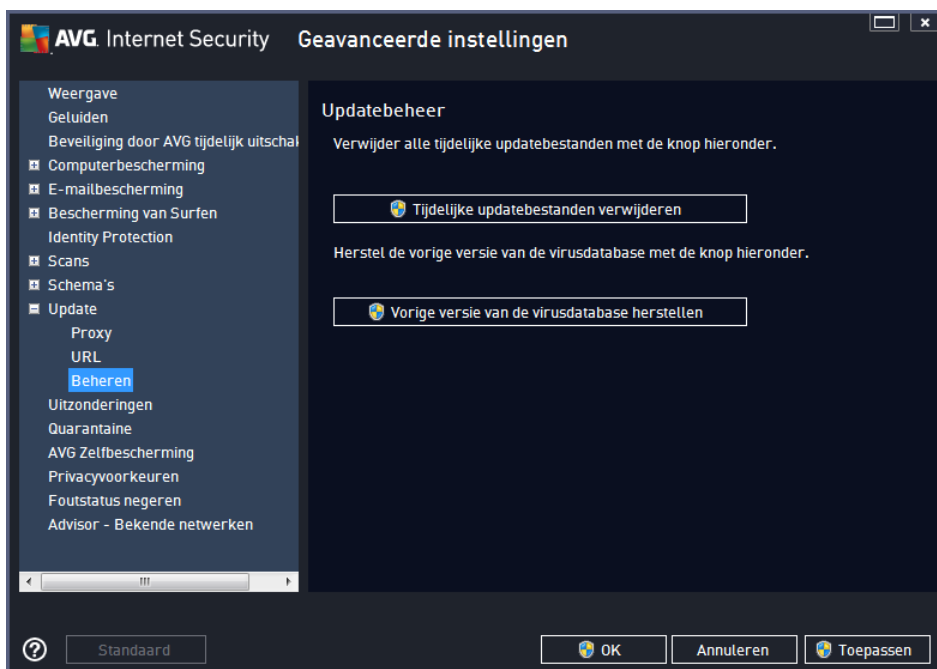 AVG. Internet Security Geavanceerde instellingen
Weergave
Geluiden
Beveiliging door AVG tijdelijk uitschal
Computerbescherming
E-mailbescherming
Bescherming van Surfen
Identity Protection
Scans
Schema's
Update
Proxy
URL
Beheren
Uitzonderingen
Quarantaine
AVG Zelfbescherming
Privacyvoorkeuren
Foutstatus negeren
Advisor - Bekende netwerken
Updatebeheer
Verwijder alle tijdelijke updatebestanden met de knop hieronder.
Tijdelijke updatebestanden verwijderen
Herstel de vorige versie van de virusdatabase met de knop hieronder.
Vorige versie van de virusdatabase herstellen
Standaard
OK
Annuleren
Toepassen